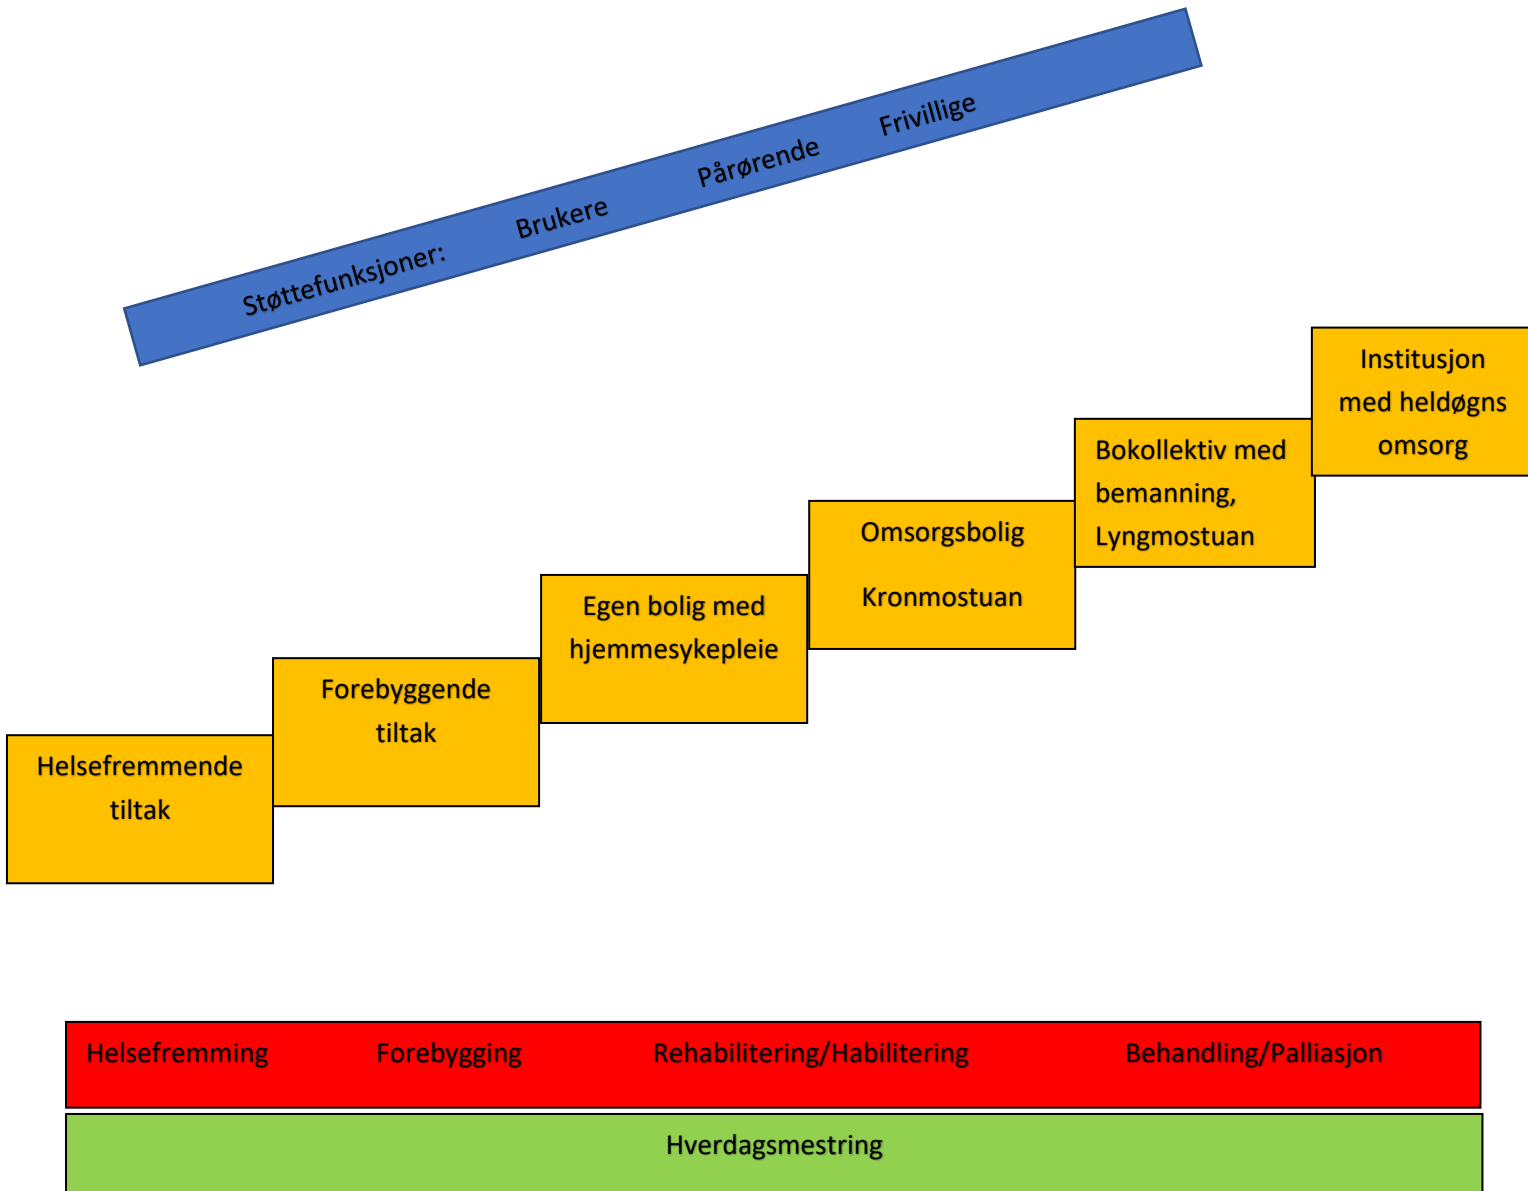 Støttefunksjoner: Brukere Pårørende Frivillige
Institusjon
med heldøgns
omsorg
Bokollektiv med
bemanning,
Lyngmostuan
Omsorgsbolig
Kronmostuan
Egen bolig med
hjemmesykepleie
Forebyggende
tiltak
Helsefremmende
tiltak
Helsefremming Forebygging Rehabilitering/Habilitering Behandling/Palliasjon
Hverdagsmestring